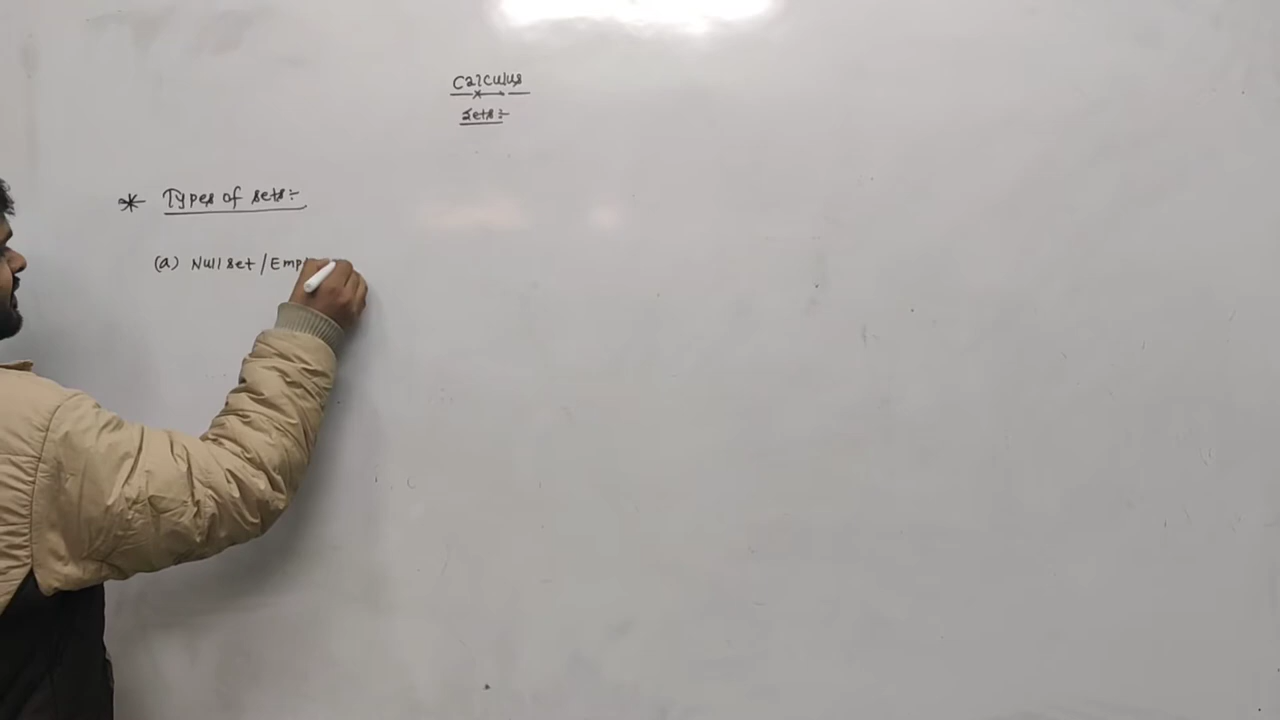 Calculus
Sets:-
* Types of sets:-
(a) Null set / Emp